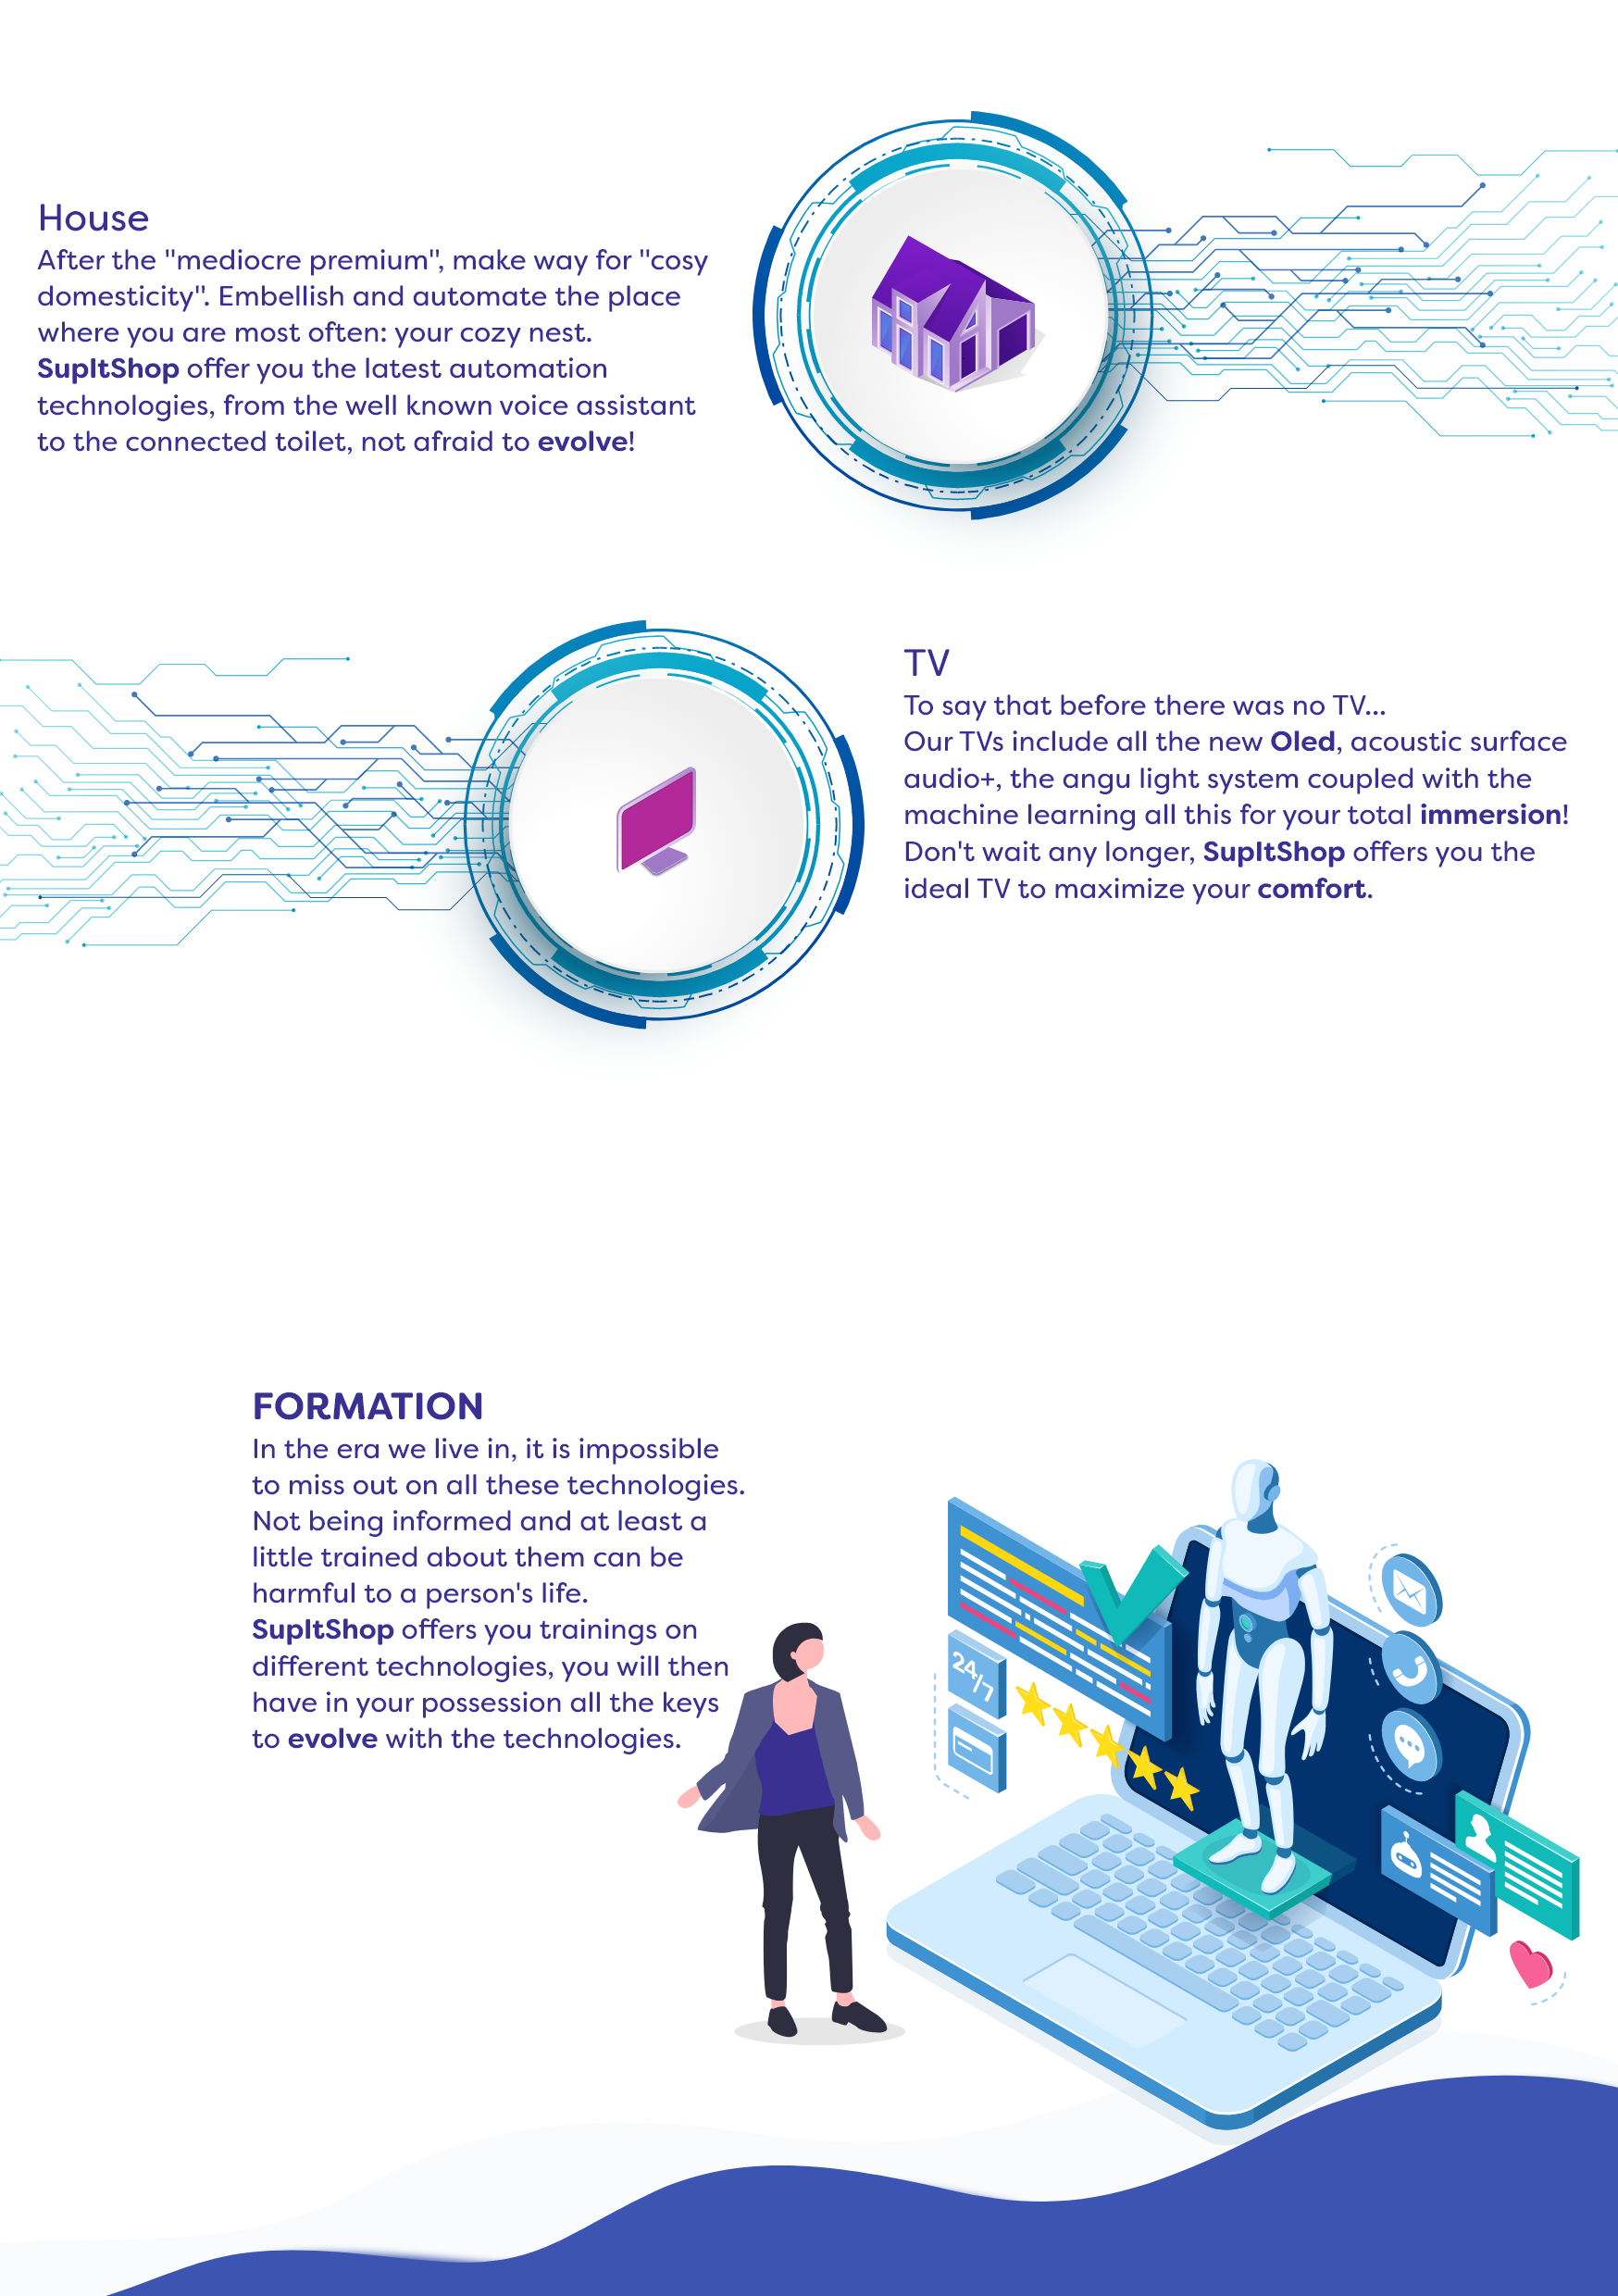 House
After the "mediocre premium", make way for "cosy
domesticity". Embellish and automate the place
where you are most often: your cozy nest.
SupItShop offer you the latest automation
technologies, from the well known voice assistant
to the connected toilet, not afraid to evolve!
TV
To say that before there was no TV...
Our TVs include all the new Oled, acoustic surface
audio+, the angu light system coupled with the
machine learning all this for your total immersion!
Don't wait any longer, SupItShop offers you the
ideal TV to maximize your comfort.
FORMATION
In the era we live in, it is impossible
to miss out on all these technologies.
Not being informed and at least a
little trained about them can be
harmful to a person's life.
SupItShop offers you trainings on
different technologies, you will then
have in your possession all the keys
to evolve with the technologies.
24/7